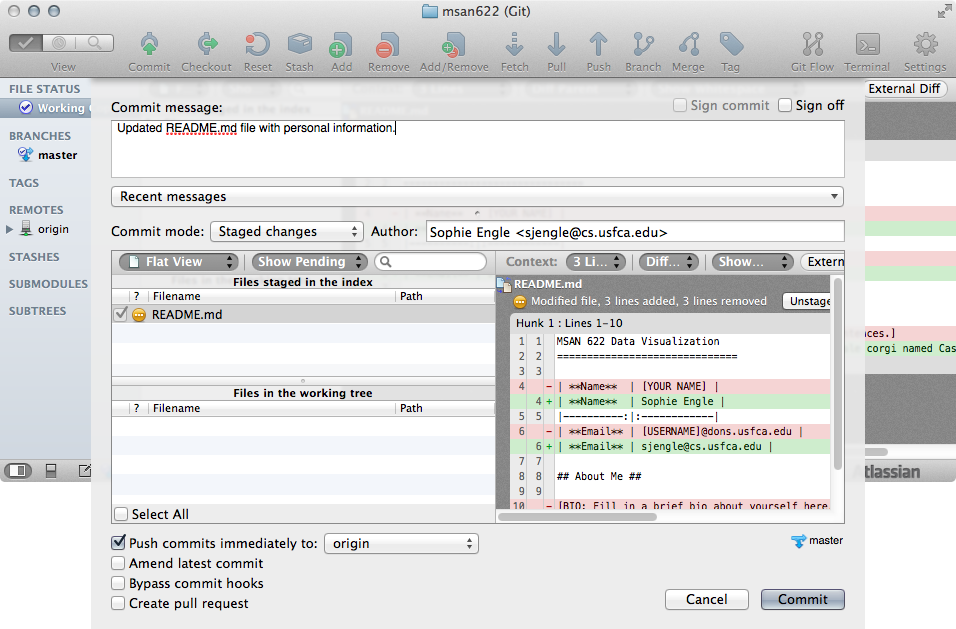 msan622 (Git)
View Commit Checkout Reset Stash Add Remove Add/Remove Fetch Pull Push Branch Merge Tag Git Flow Terminal Settings
FILE STATUS
Working
BRANCHES
master
TAGS
REMOTES
origin
STASHES
SUBMODULES
SUBTREES
External Diff
Commit message:
Sign commit Sign off
Updated README.md file with personal information.
Recent messages
Commit mode: Staged changes Author: Sophie Engle <sjengle@cs.usfca.edu>
Flat View Show Pending
Files staged in the index
? Filename Path
README.md
Files in the working tree
? Filename Path
Select All
Context: 3 Li... Diff... Show... Extern
README.md
Modified file, 3 lines added, 3 lines removed Unstage
Hunk 1 : Lines 1-10
1 1 MSAN 622 Data Visualization
2 2 ==============================
3 3
4 - | **Name** | [YOUR NAME] |
4 + | **Name** | Sophie Engle |
5 5 |----------:|:------------|
6 - | **Email** | [USERNAME]@dons.usfca.edu |
6 + | **Email** | sjengle@cs.usfca.edu |
7 7
8 8 ## About Me ##
9 9
10 - [BIO: Fill in a brief bio about yourself here
nces.]
corgi named Cas
tlassian
Push commits immediately to: origin
master
Amend latest commit
Bypass commit hooks
Create pull request
Cancel Commit